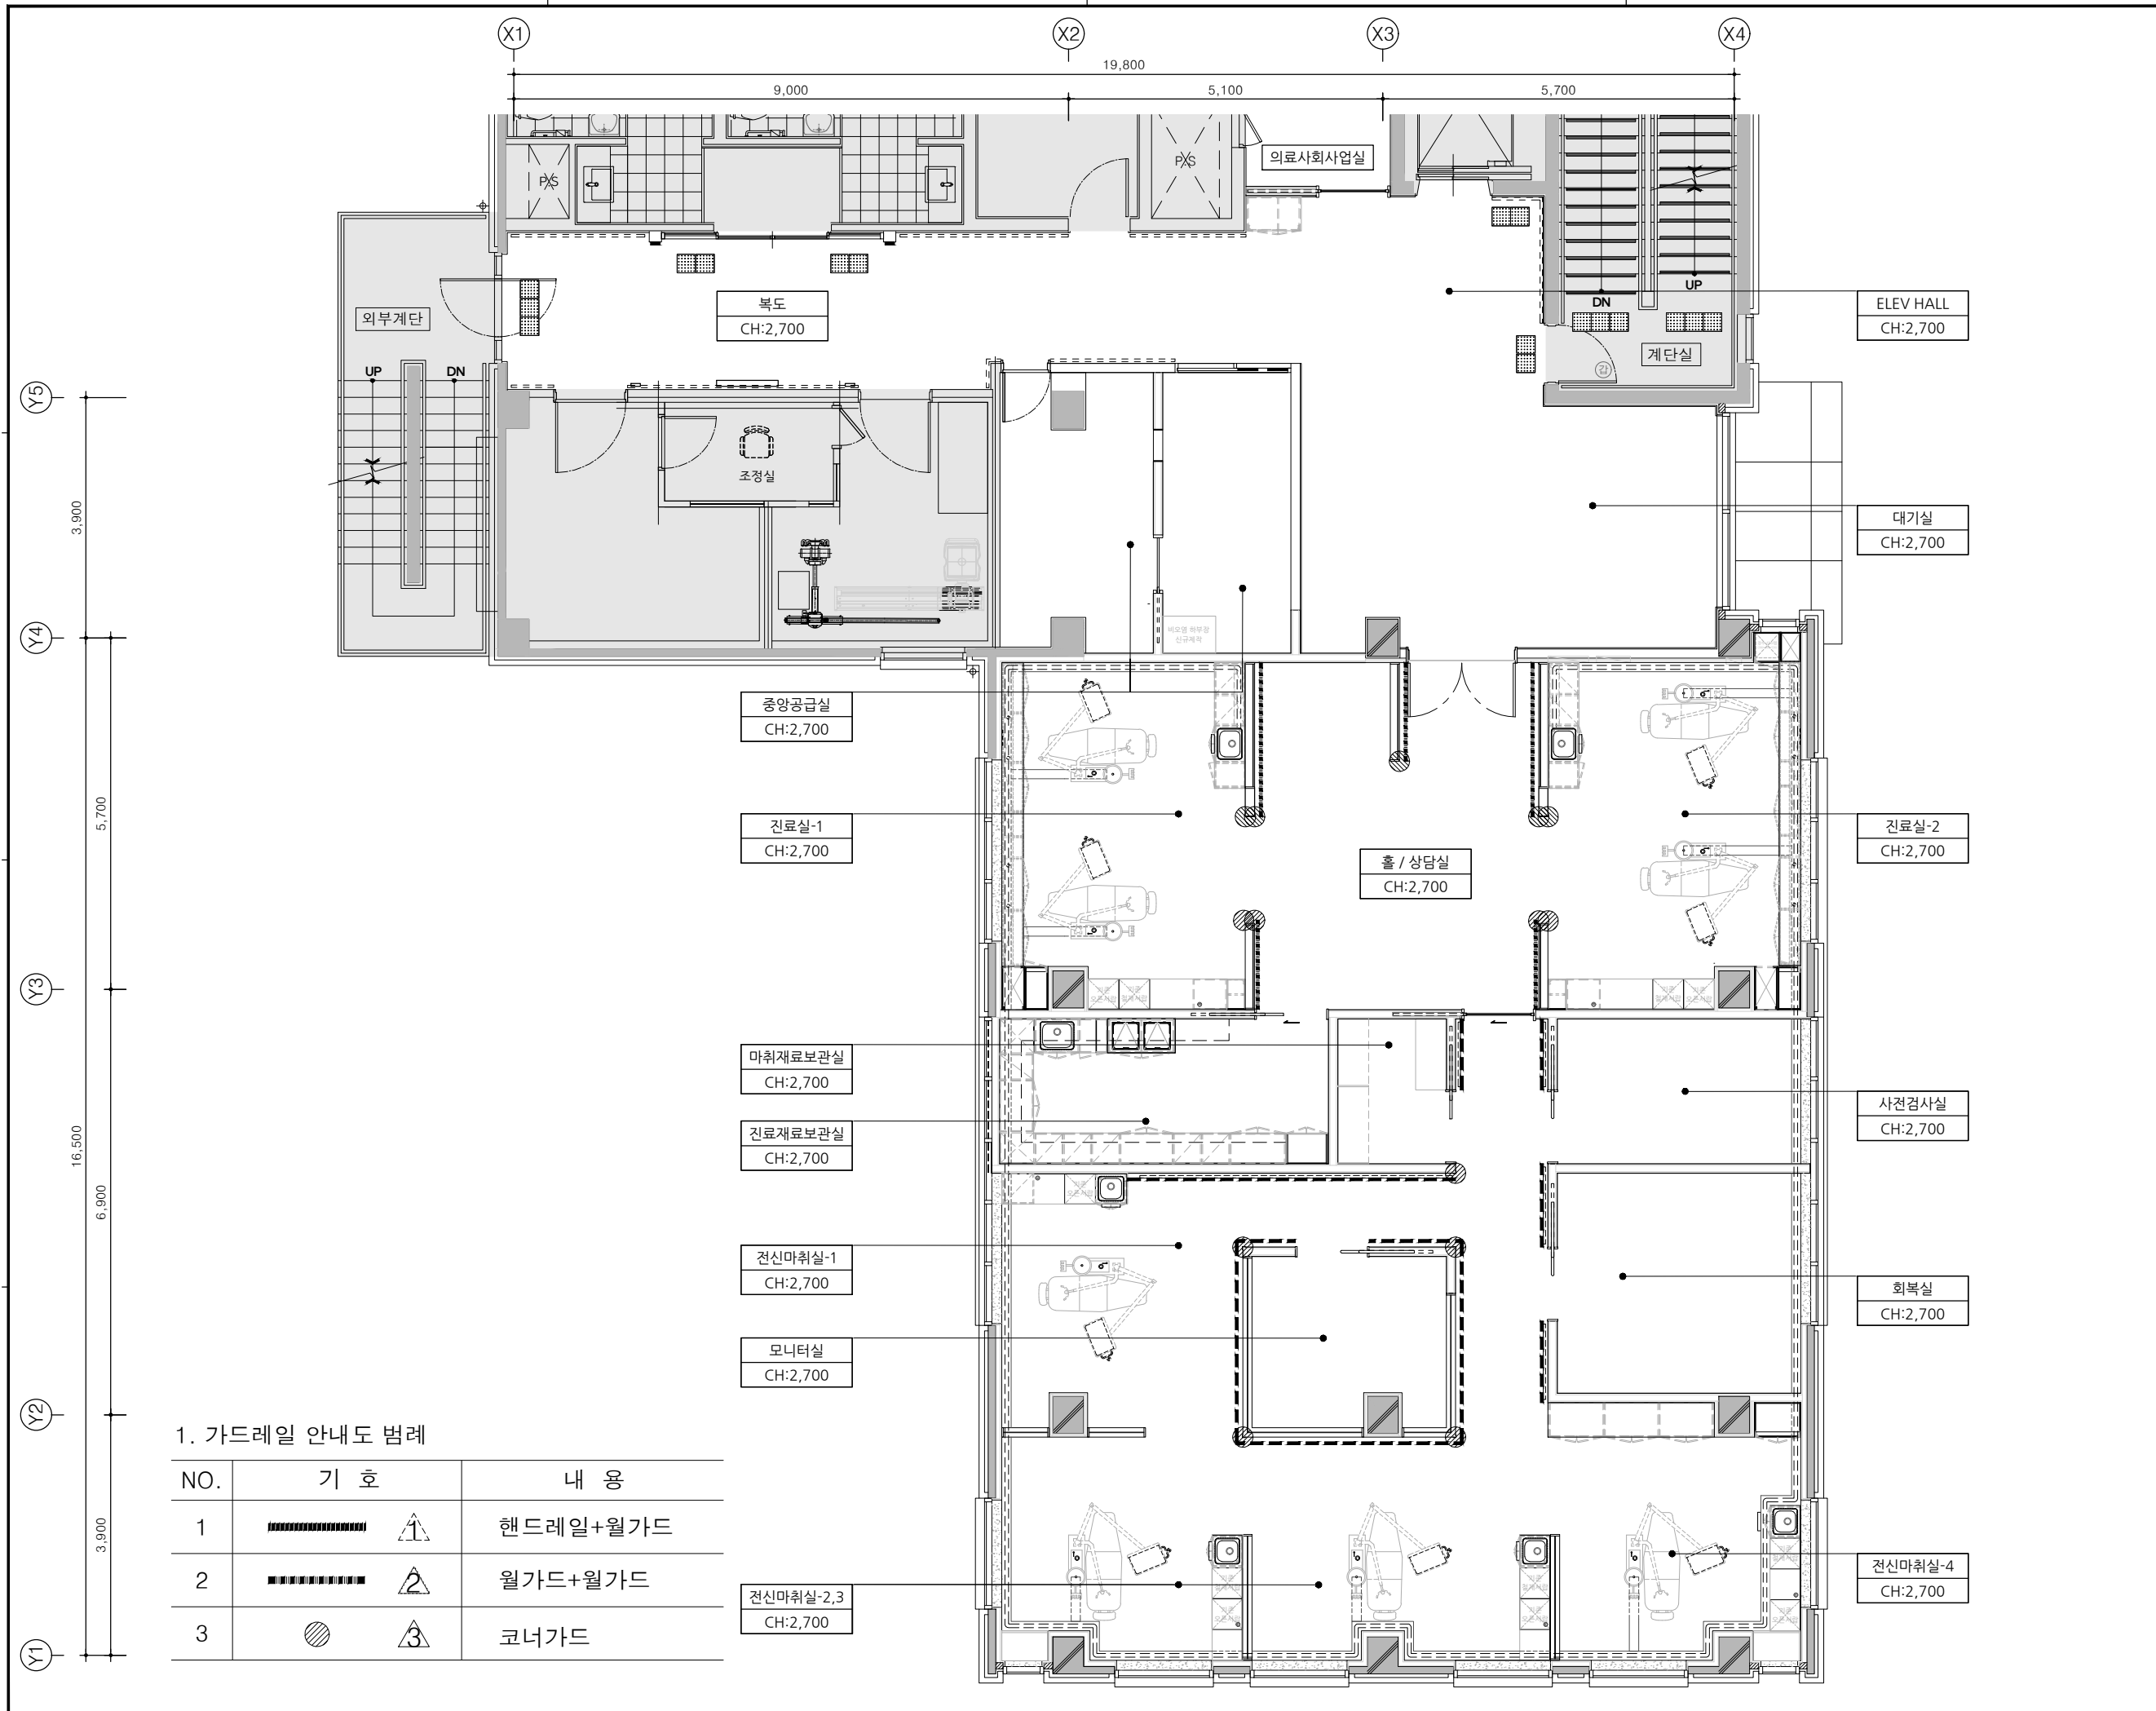 X1
X2
X3
X4
19,800
9,000
5,100
5,700
P/S
P/S
의료사회사업실
외부계단
UP
DN
복도
CH:2,700
DN
UP
계단실
갑
ELEV HALL
CH:2,700
Y5
조정실
3,900
대기실
CH:2,700
Y4
중앙공급실
CH:2,700
5,700
진료실-1
CH:2,700
홀 / 상담실
CH:2,700
진료실-2
CH:2,700
Y3
마취재료보관실
CH:2,700
진료재료보관실
CH:2,700
사전검사실
CH:2,700
16,500
6,900
전신마취실-1
CH:2,700
회복실
CH:2,700
모니터실
CH:2,700
Y2
1. 가드레일 안내도 범례
NO.
기 호
내 용
1
1
핸드레일+월가드
2
2
월가드+월가드
3
3
코너가드
3,900
전신마취실-2,3
CH:2,700
전신마취실-4
CH:2,700
Y1